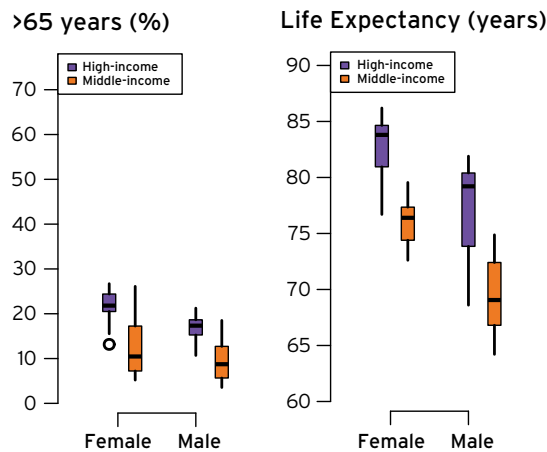 >65 years (%)
High-income
Middle-income
70
60
50
40
30
20
10
0
Female Male
Life Expectancy (years)
High-income
Middle-income
90
85
80
75
70
65
60
Female Male